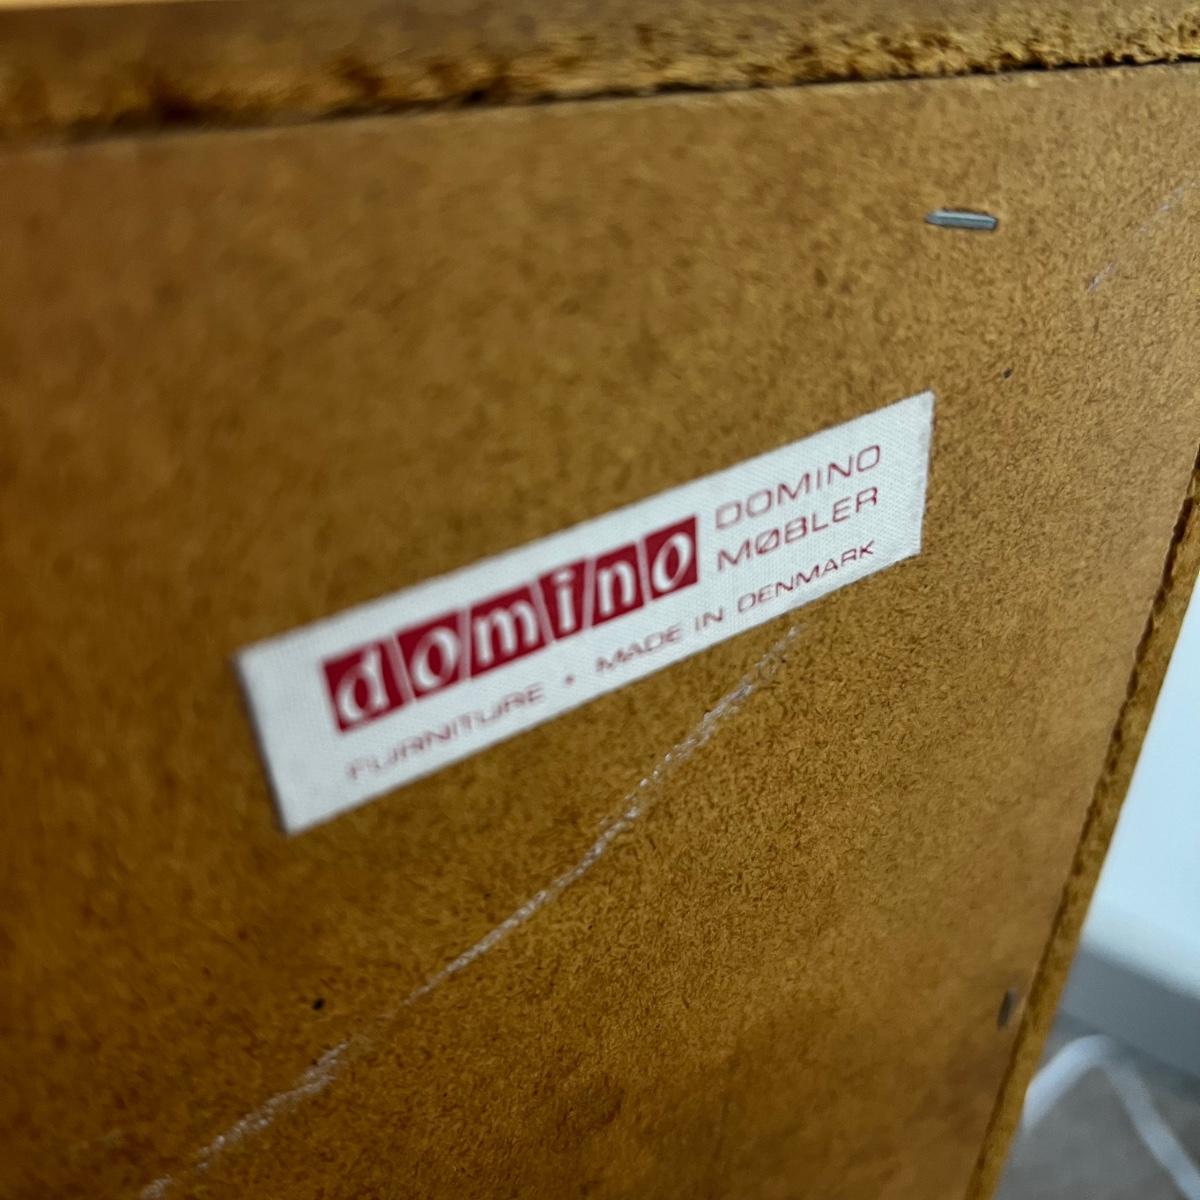 domino
DOMINO
MØBLER
FURNITURE • MADE IN DENMARK